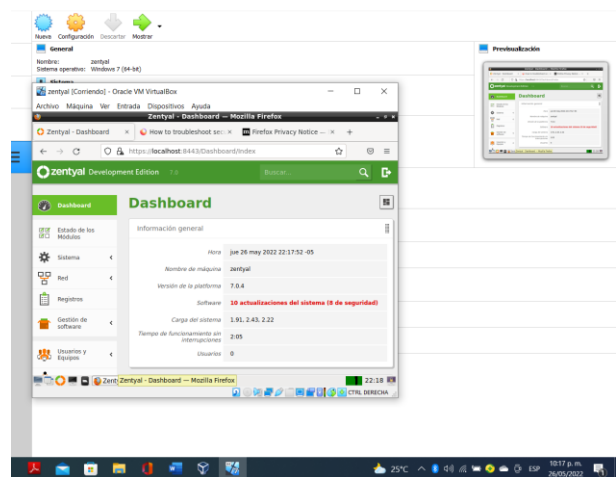 Nueva Configuración Descartar Mostrar
General
Nombre: zentyal
Sistema operativo: Windows 7 (64-bit)
Sistema
Previsualización
zentyal [Corriendo] - Oracle VM VirtualBox
Archivo Máquina Ver Entrada Dispositivos Ayuda
Zentyal - Dashboard — Mozilla Firefox
Zentyal - Dashboard × How to troubleshoot sec × Firefox Privacy Notice — × +
https://localhost:8443/Dashboard/Index
zentyal Development Edition 7.0
Buscar...
Dashboard
Dashboard
Estado de los Módulos
Sistema
Red
Registros
Gestión de software
Usuarios y Equipos
Información general
Hora jue 26 may 2022 22:17:52 -05
Nombre de máquina zentyal
Versión de la plataforma 7.0.4
Software 10 actualizaciones del sistema (8 de seguridad)
Carga del sistema 1.91, 2.43, 2.22
Tiempo de funcionamiento sin interrupciones 2:05
Usuarios 0
Zentyal - Dashboard — Mozilla Firefox
22:18
CTRL DERECHA
25°C ESP 10:17 p. m.
26/05/2022